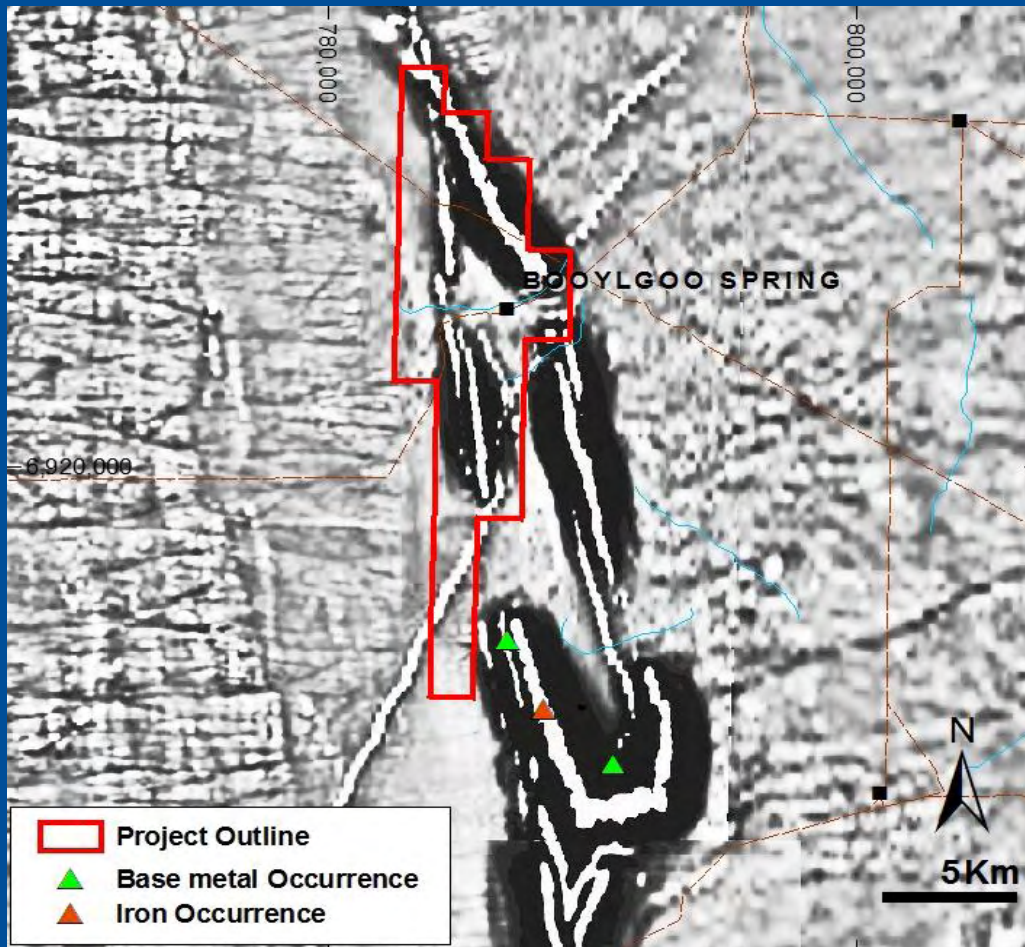 780,000
800,000
BOOYLGOO SPRING
6,920,000
N
5Km
Project Outline
Base metal Occurrence
Iron Occurrence